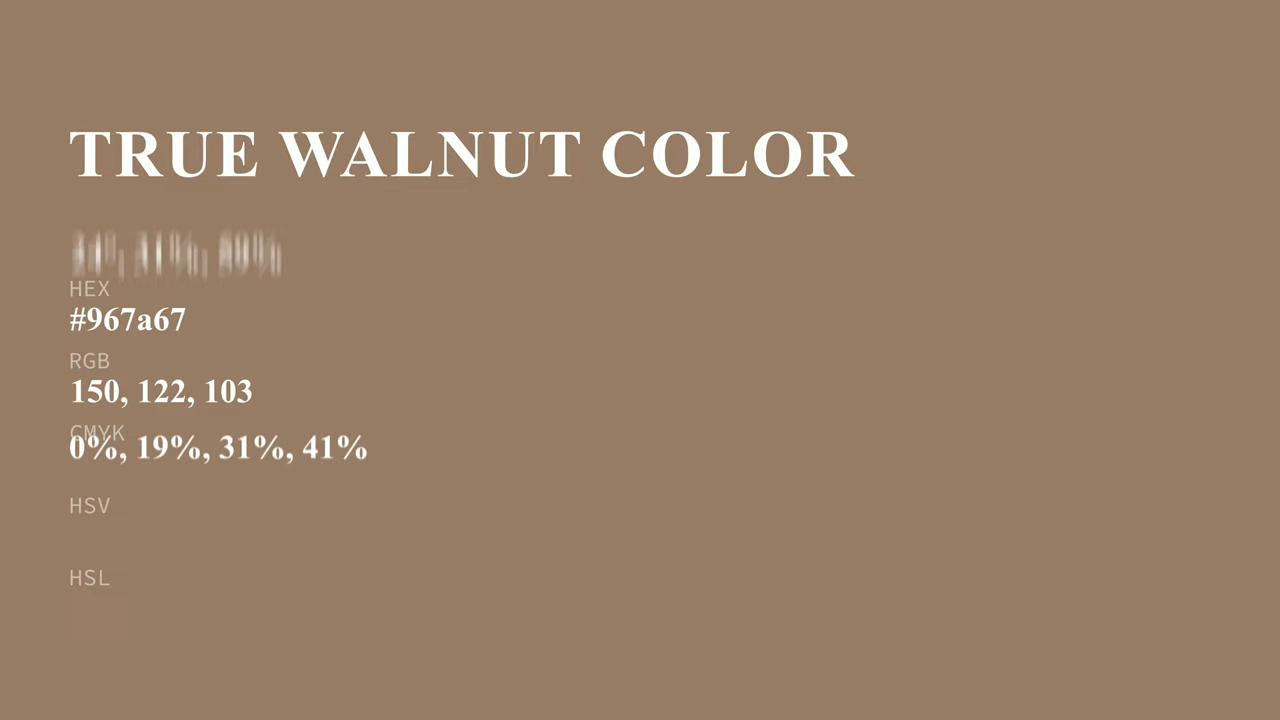 TRUE WALNUT COLOR
HEX
#967a67
RGB
150, 122, 103
CMYK
0%, 19%, 31%, 41%
HSV
HSL